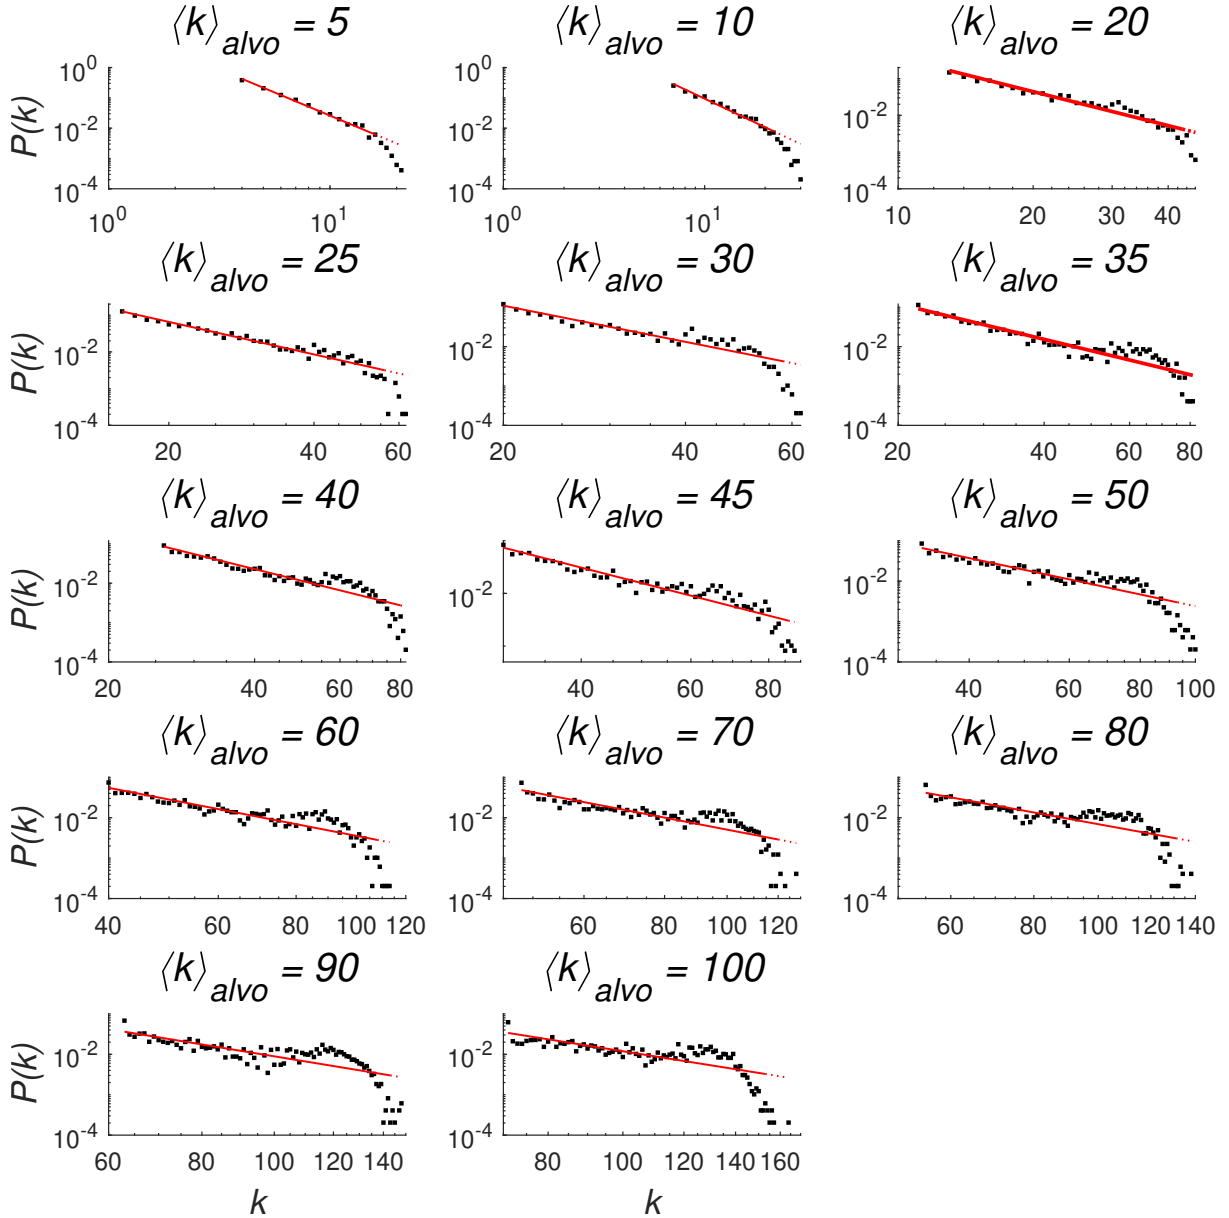 ⟨k⟩alvo = 5 ⟨k⟩alvo = 10 ⟨k⟩alvo = 20
P(k) 10^0 10^-2 10^-4 10^0 10^-2 10^-4 10^-2 10^-4
10^0 10^1 10^0 10^1 10 20 30 40
⟨k⟩alvo = 25 ⟨k⟩alvo = 30 ⟨k⟩alvo = 35
P(k) 10^-2 10^-4 10^-2 10^-4 10^-2 10^-4
20 40 60 20 40 60 20 40 60 80
⟨k⟩alvo = 40 ⟨k⟩alvo = 45 ⟨k⟩alvo = 50
P(k) 10^-2 10^-4 10^-2 10^-2 10^-4
20 40 60 80 40 60 80 40 60 80 100
⟨k⟩alvo = 60 ⟨k⟩alvo = 70 ⟨k⟩alvo = 80
P(k) 10^-2 10^-4 10^-2 10^-4 10^-2 10^-4
40 60 80 100 120 60 80 100 120 60 80 100 120 140
⟨k⟩alvo = 90 ⟨k⟩alvo = 100
P(k) 10^-2 10^-4 10^-2 10^-4
60 80 100 120 140 80 100 120 140 160
k k